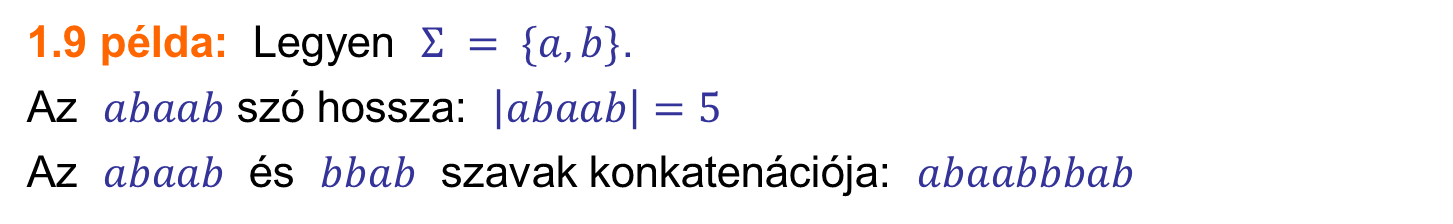 1.9 példa: Legyen Σ = {a, b}.
Az abaab szó hossza: |abaab| = 5
Az abaab és bbab szavak konkatenációja: abaabbbab